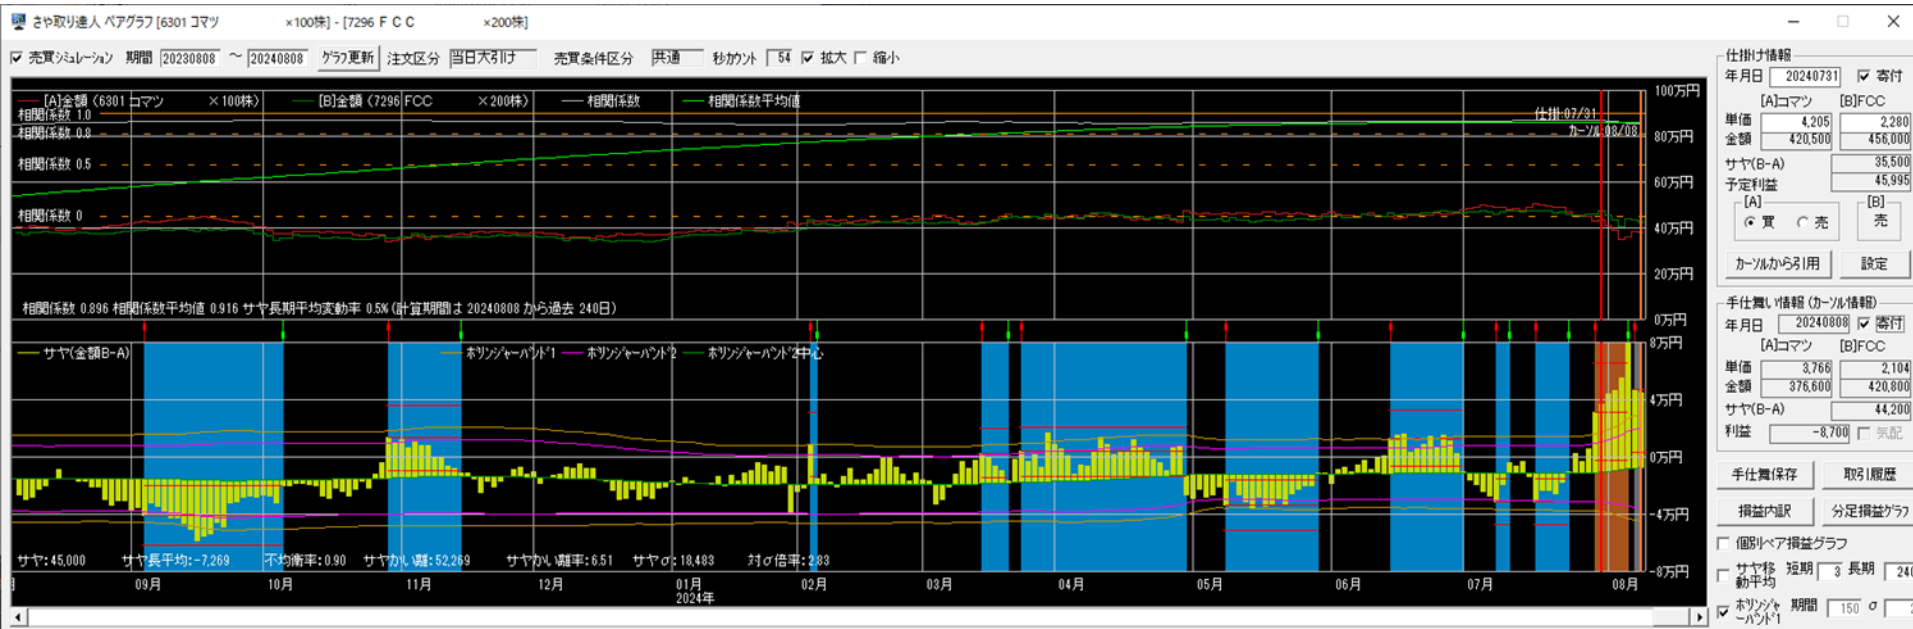 さや取り達人 ペアグラフ [6301 コマツ ×100株] - [7296 ＦＣＣ ×200株]
売買シミュレーション 期間 20230808 ～ 20240808 グラフ更新 注文区分 当日大引け 売買条件区分 共通 秒カウント 54 拡大 縮小
[A]金額 (6301 コマツ ×100株) [B]金額 (7296 FCC ×200株) 相関係数 相関係数平均値
相関係数 1.0
相関係数 0.8
相関係数 0.5
相関係数 0
仕掛:07/31
カーソル:08/08
100万円
80万円
60万円
40万円
20万円
0万円
相関係数 0.896 相関係数平均値 0.916 サヤ長期平均変動率 0.5% (計算期間は 20240808 から過去 240日)
サヤ(金額B-A) ボリンジャーバンド1 ボリンジャーバンド2 ボリンジャーバンド2中心
8万円
4万円
0万円
-4万円
-8万円
サヤ:45,000 サヤ長平均:-7,269 不均衡率:0.90 サヤかい離:52,269 サヤかい離率:6.51 サヤσ:18,483 対σ倍率:2.83
09月 10月 11月 12月 01月 02月 03月 04月 05月 06月 07月 08月
2024年
仕掛け情報
年月日 20240731 寄付
[A]コマツ [B]FCC
単価 4,205 2,280
金額 420,500 456,000
サヤ(B-A) 35,500
予定利益 45,995
[A] [B]
買 売 売
カーソルから引用 設定
手仕舞い情報 (カーソル情報)
年月日 20240808 寄付
[A]コマツ [B]FCC
単価 3,766 2,104
金額 376,600 420,800
サヤ(B-A) 44,200
利益 -8,700 気配
手仕舞保存 取引履歴
損益内訳 分足損益グラフ
個別ペア損益グラフ
サヤ移動平均 短期 3 長期 240
ボリンジャーバンド1 期間 150 σ